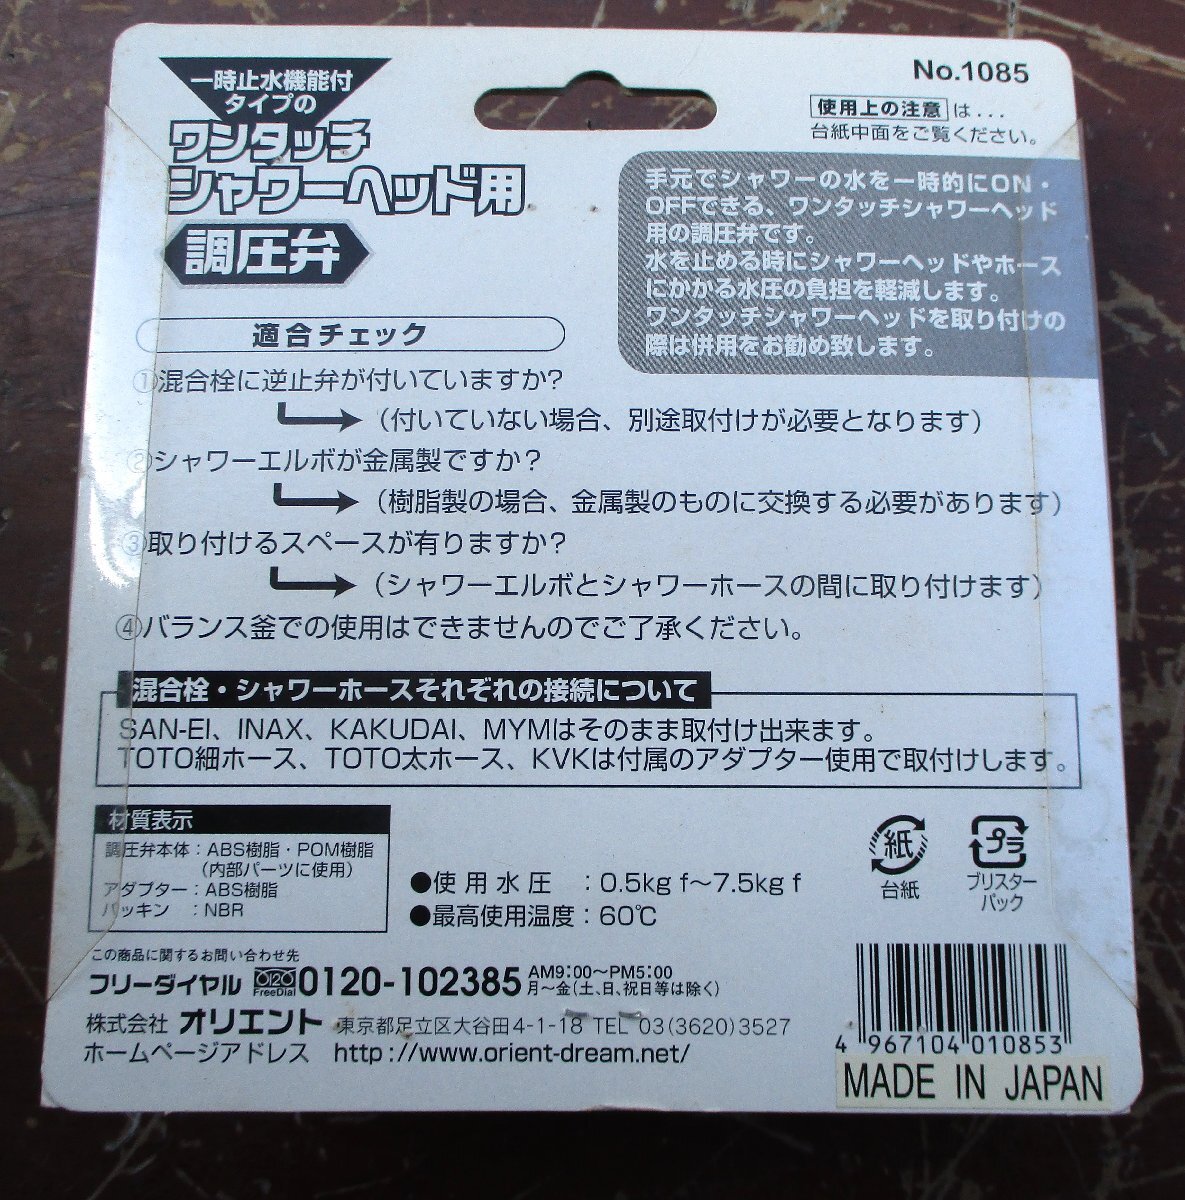 一時止水機能付
タイプの
ワンタッチ
シャワーヘッド用
調圧弁
No.1085
使用上の注意 は...
台紙中面をご覧ください。
手元でシャワーの水を一時的にON・
OFFできる、ワンタッチシャワーヘッド
用の調圧弁です。
水を止める時にシャワーヘッドやホース
にかかる水圧の負担を軽減します。
ワンタッチシャワーヘッドを取り付けの
際は併用をお勧め致します。
適合チェック
①混合栓に逆止弁が付いていますか?
(付いていない場合、別途取付けが必要となります)
②シャワーエルボが金属製ですか?
(樹脂製の場合、金属製のものに交換する必要があります)
③取り付けるスペースが有りますか?
(シャワーエルボとシャワーホースの間に取り付けます)
④バランス釜での使用はできませんのでご了承ください。
混合栓・シャワーホースそれぞれの接続について
SAN-EI、INAX、KAKUDAI、MYMはそのまま取付け出来ます。
TOTO細ホース、TOTO太ホース、KVKは付属のアダプター使用で取付けします。
材質表示
調圧弁本体:ABS樹脂・POM樹脂
(内部パーツに使用)
アダプター:ABS樹脂
パッキン :NBR
●使用水圧 :0.5kg f~7.5kg f
●最高使用温度:60℃
紙
台紙
プラ
ブリスター
パック
この商品に関するお問い合わせ先
フリーダイヤル FreeDial 0120-102385 AM9:00~PM5:00
月~金(土、日、祝日等は除く)
株式会社 オリエント 東京都足立区大谷田4-1-18 TEL 03(3620)3527
ホームページアドレス http://www.orient-dream.net/
4 967104 010853
MADE IN JAPAN